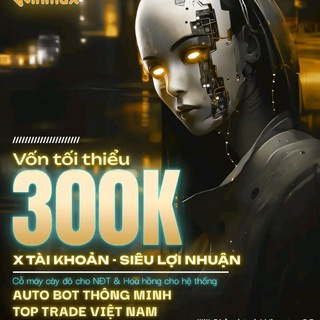 Vốn tối thiểu
300K
X TÀI KHOẢN - SIÊU LỢI NHUẬN
Cỗ máy cày đô cho NĐT & Hoa hồng cho hệ thống
AUTO BOT THÔNG MINH
TOP TRADE VIỆT NAM